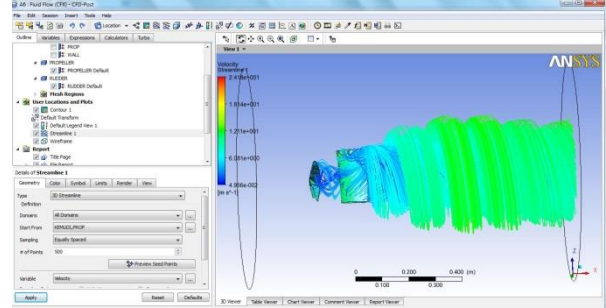 A6 : Fluid Flow (CFX) - CFD-Post
File Edit Session Insert Tools Help
Location
Outline Variables Expressions Calculators Turbo
PROP
WALL
PROPELLER
PROPELLER Default
RUDDER
RUDDER Default
Mesh Regions
User Locations and Plots
Contour 1
Default Transform
Default Legend View 1
Streamline 1
Wireframe
Report
Title Page
File Report
Details of Streamline 1
Geometry Color Symbol Limits Render View
Type 3D Streamline
Definition
Domains All Domains
Start From KEMUDI,PROP
Sampling Equally Spaced
# of Points 500
Preview Seed Points
Variable Velocity
Apply Reset Defaults
View 1
ANSYS
Velocity
Streamline 1
2.418e+001
1.814e+001
1.211e+001
6.081e+000
[m s^-1]
0 0.200 0.400 (m)
0.100 0.300
Z
X
3D Viewer Table Viewer Chart Viewer Comment Viewer Report Viewer